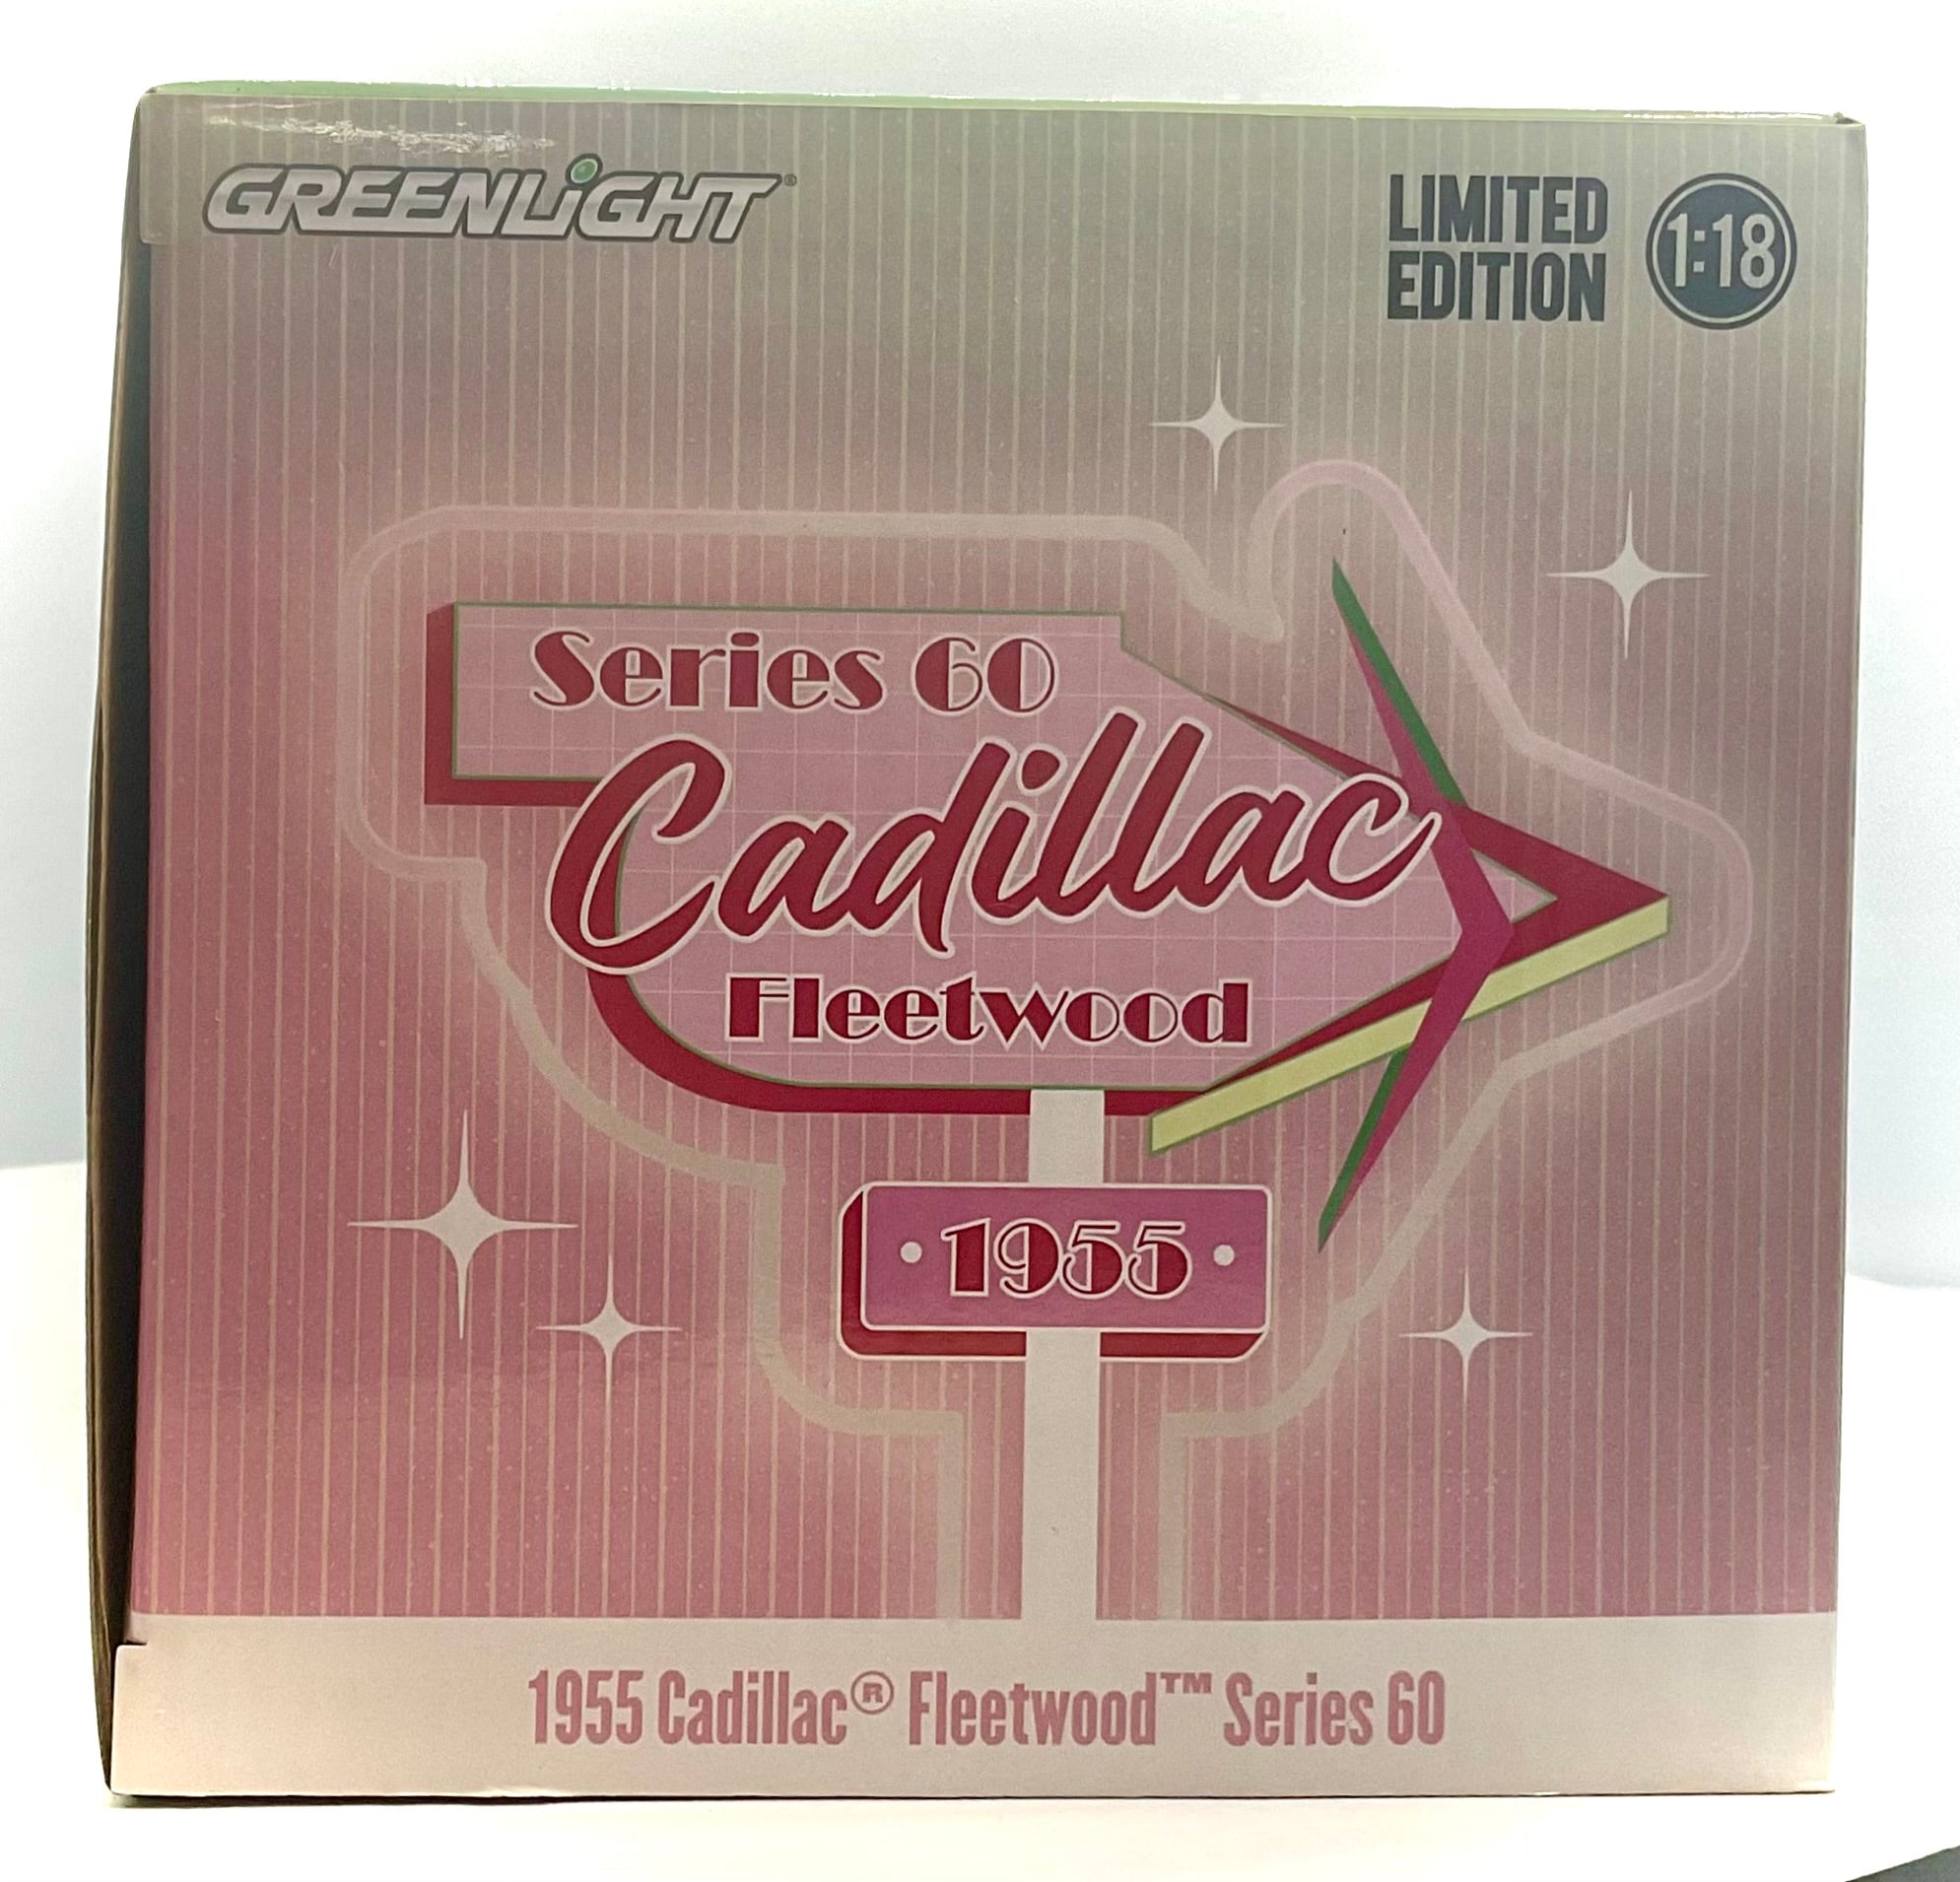 GREENLiGHT®
LIMITED
EDITION
1:18
Series 60
Cadillac
Fleetwood
• 1955 •
1955 Cadillac® Fleetwood™ Series 60